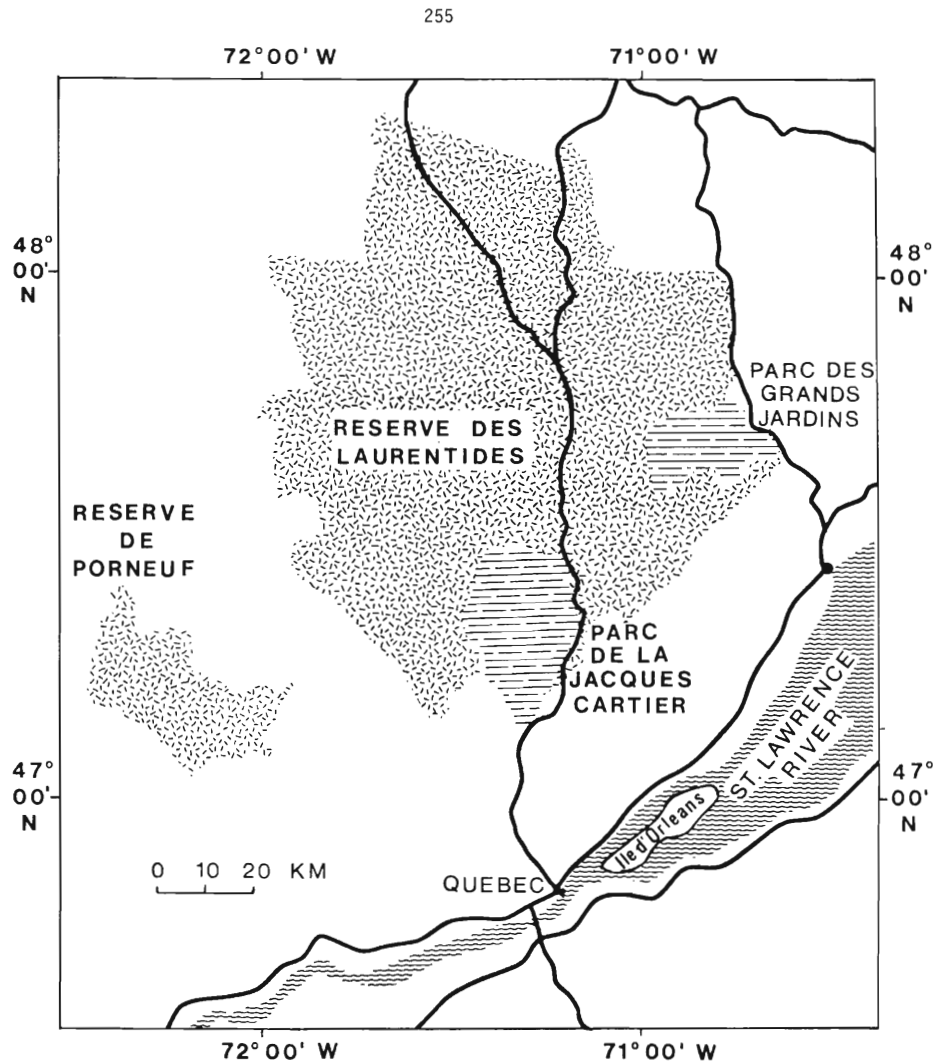 255
72°00' W
71°00' W
48°
00'
N
48°
00'
N
PARC DES
GRANDS
JARDINS
RESERVE DES
LAURENTIDES
RESERVE
DE
PORNEUF
PARC
DE LA
JACQUES
CARTIER
ST. LAWRENCE
RIVER
47°
00'
N
47°
00'
N
Ile d'Orleans
0 10 20 KM
QUEBEC
72°00' W
71°00' W